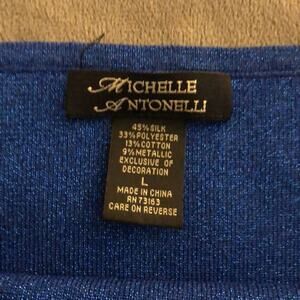 MICHELLE
ANTONELLI
45% SILK
33% POLYESTER
13% COTTON
9% METALLIC
EXCLUSIVE OF
DECORATION
L
MADE IN CHINA
RN 73163
CARE ON REVERSE